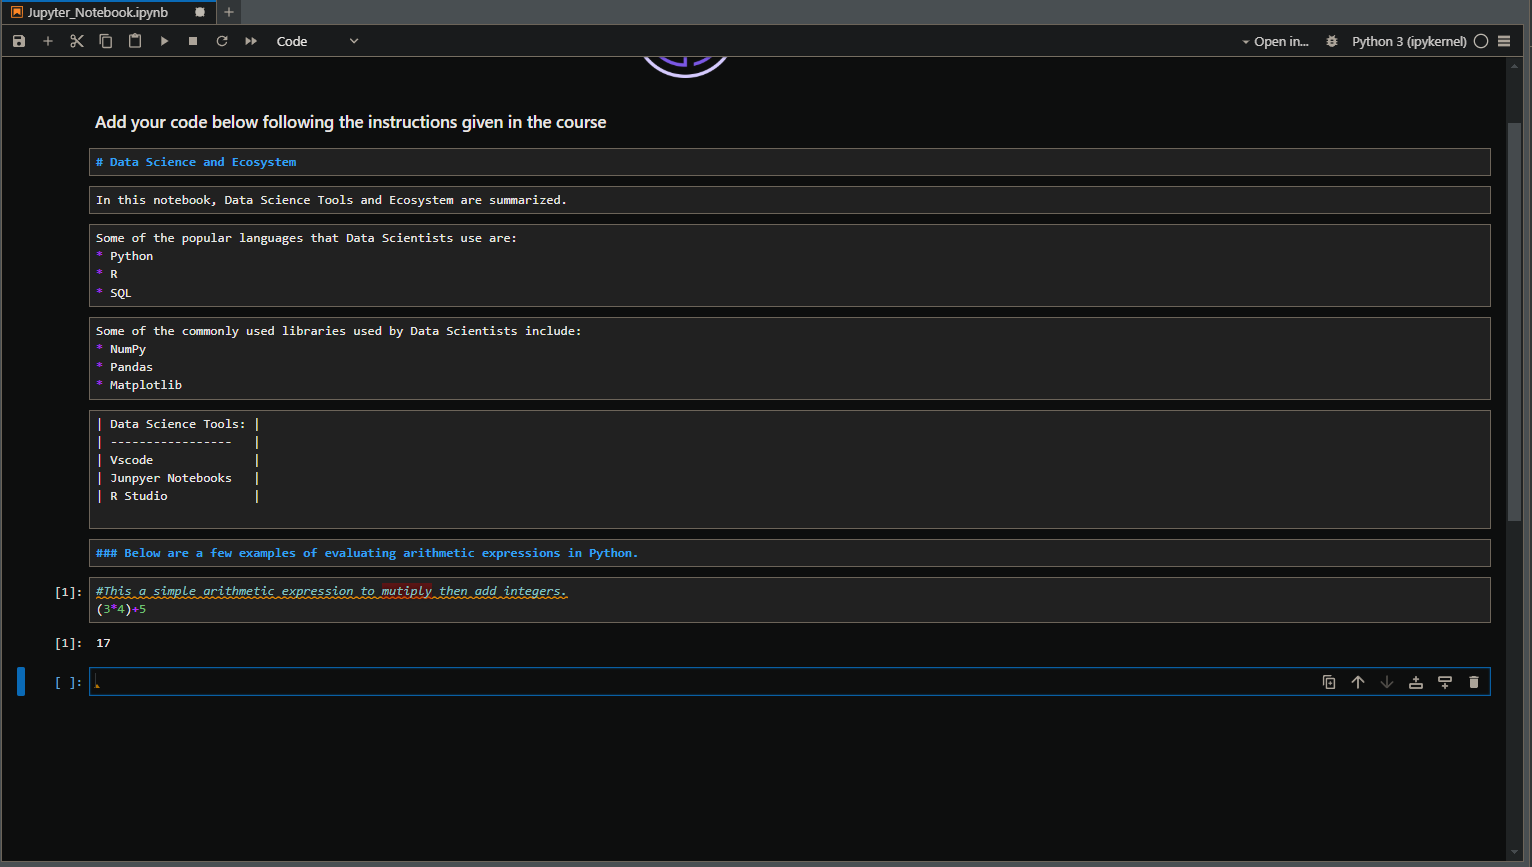 Jupyter_Notebook.ipynb
Code
Open in...
Python 3 (ipykernel)
Add your code below following the instructions given in the course
# Data Science and Ecosystem
In this notebook, Data Science Tools and Ecosystem are summarized.
Some of the popular languages that Data Scientists use are:
* Python
* R
* SQL
Some of the commonly used libraries used by Data Scientists include:
* NumPy
* Pandas
* Matplotlib
| Data Science Tools: |
| ----------------- |
| Vscode |
| Junpyer Notebooks |
| R Studio |
### Below are a few examples of evaluating arithmetic expressions in Python.
[1]: #This a simple arithmetic expression to mutiply then add integers.
(3*4)+5
[1]: 17
[ ]: